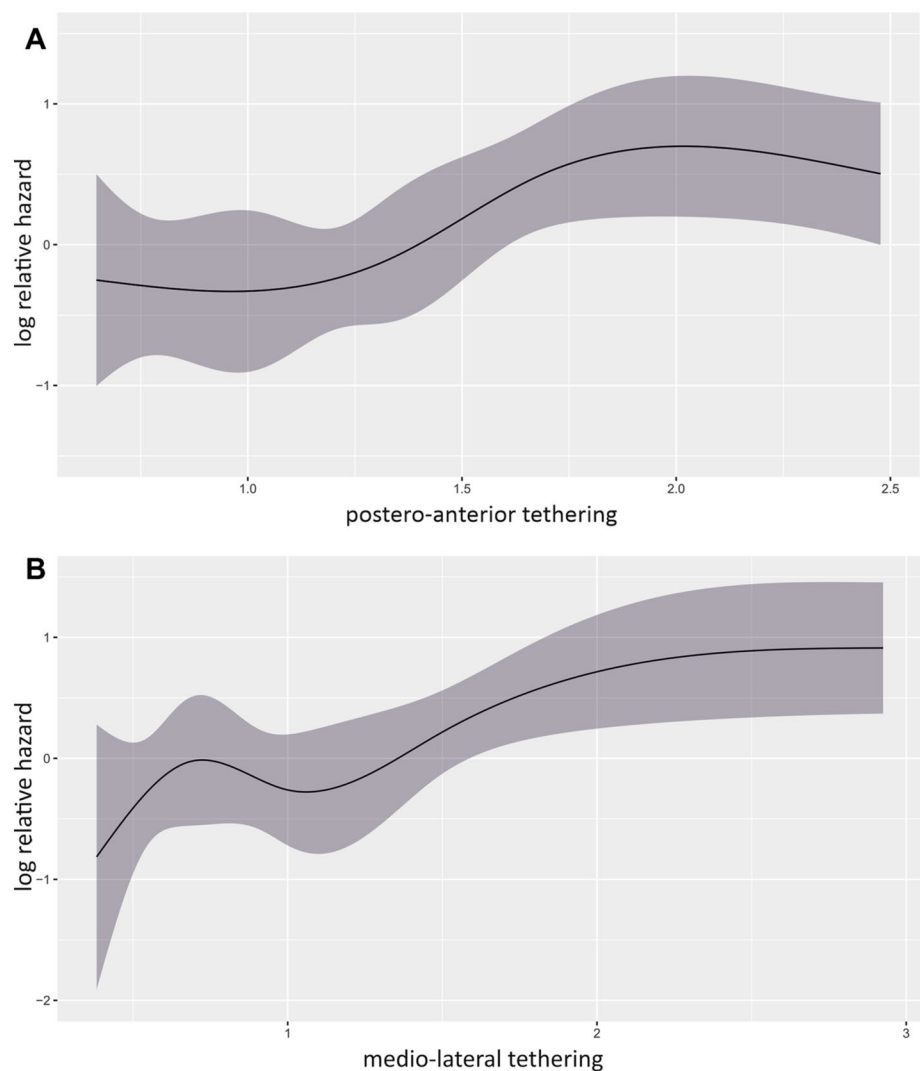 A
log relative hazard
1
0
−1
1.0 1.5 2.0 2.5
postero-anterior tethering
B
log relative hazard
1
0
−1
−2
1 2 3
medio-lateral tethering